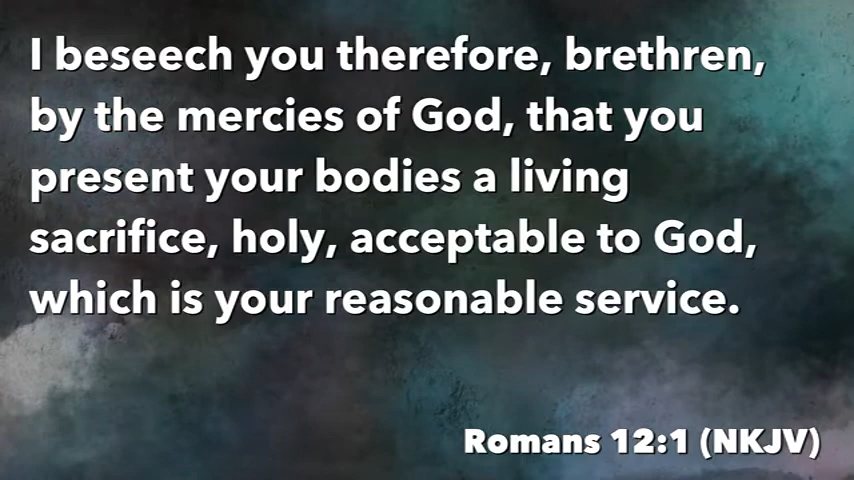 I beseech you therefore, brethren,
by the mercies of God, that you
present your bodies a living
sacrifice, holy, acceptable to God,
which is your reasonable service.
Romans 12:1 (NKJV)